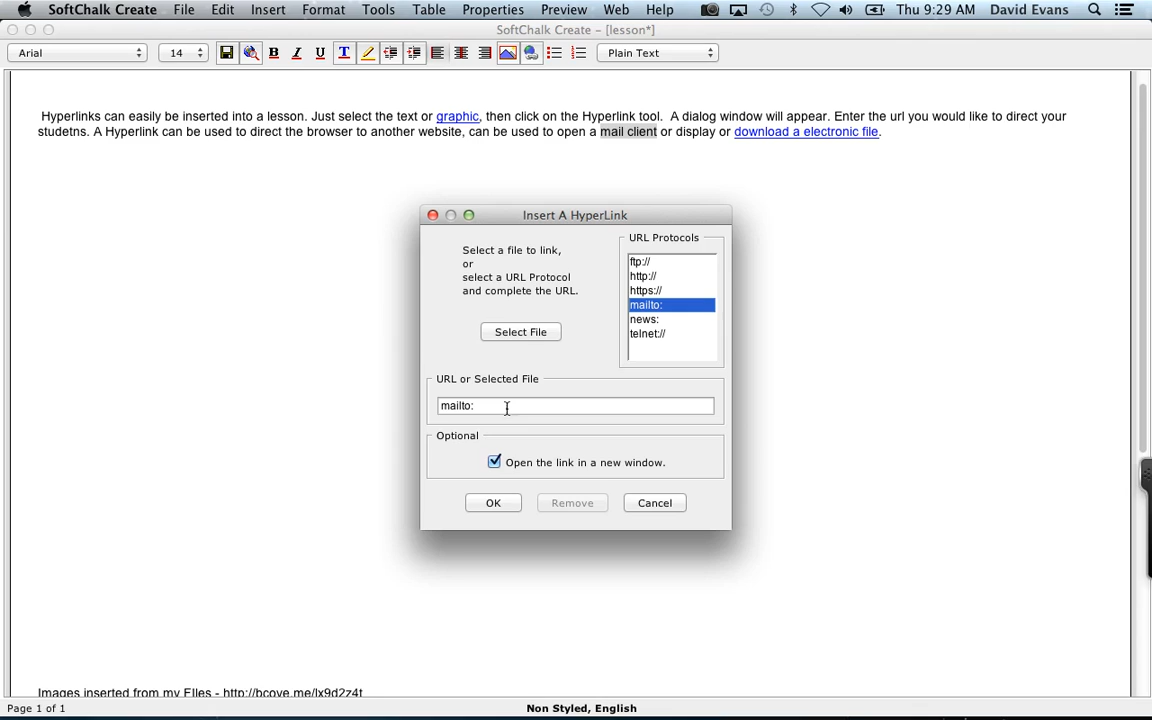 SoftChalk Create File Edit Insert Format Tools Table Properties Preview Web Help Thu 9:29 AM David Evans
SoftChalk Create - [lesson*]
Arial 14 B I U T Plain Text
Hyperlinks can easily be inserted into a lesson. Just select the text or graphic, then click on the Hyperlink tool. A dialog window will appear. Enter the url you would like to direct your
studetns. A Hyperlink can be used to direct the browser to another website, can be used to open a mail client or display or download a electronic file.
Insert A HyperLink
Select a file to link,
or
select a URL Protocol
and complete the URL.
Select File
URL Protocols
ftp://
http://
https://
mailto:
news:
telnet://
URL or Selected File
mailto:
Optional
Open the link in a new window.
OK Remove Cancel
Images inserted from my FIles - http://bcove.me/lx9d2z4t
Page 1 of 1 Non Styled, English